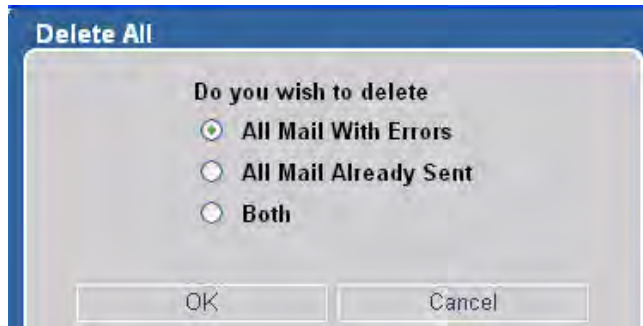 Delete All
Do you wish to delete
All Mail With Errors
All Mail Already Sent
Both
OK
Cancel